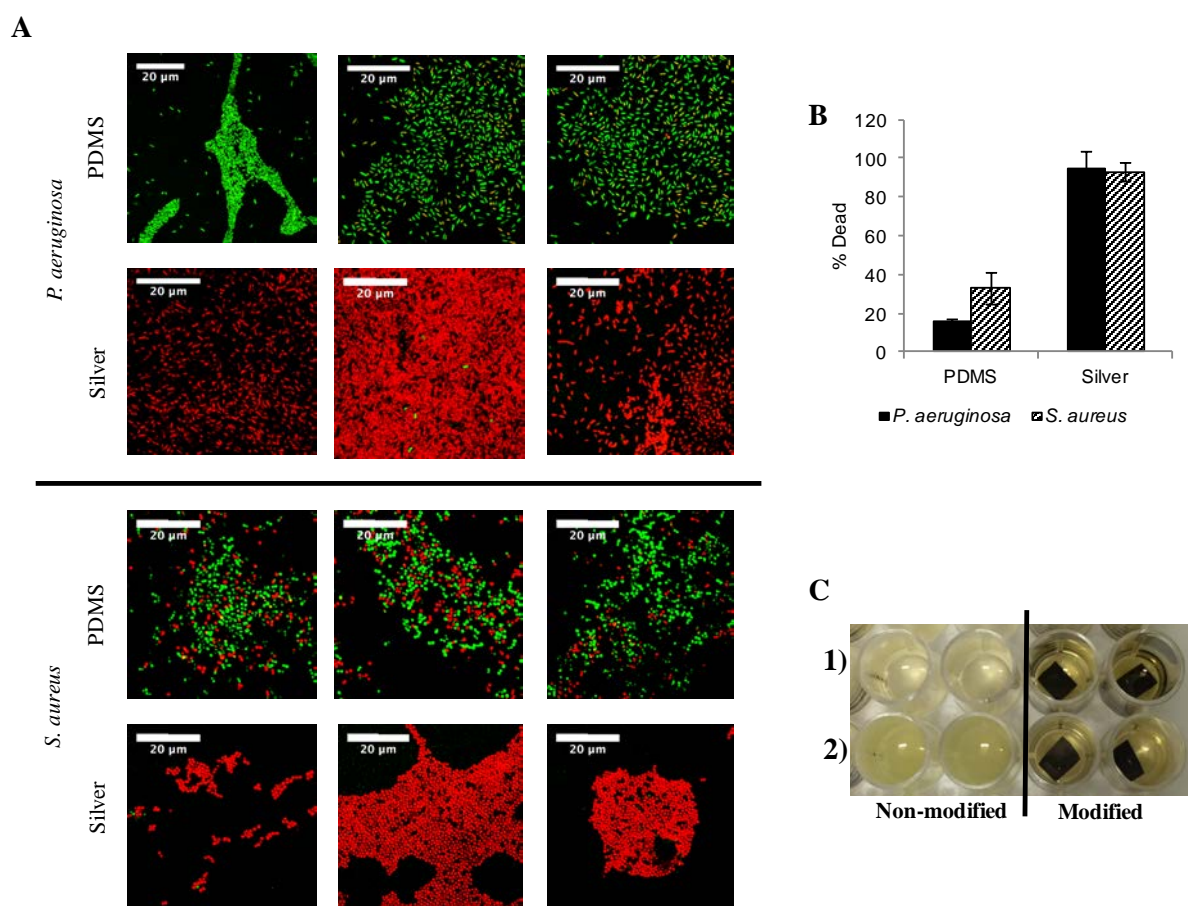 A
P. aeruginosa
PDMS
20 µm
20 µm
20 µm
Silver
20 µm
20 µm
20 µm
S. aureus
PDMS
20 µm
20 µm
20 µm
Silver
20 µm
20 µm
20 µm
B
% Dead
120
100
80
60
40
20
0
PDMS
Silver
P. aeruginosa
S. aureus
C
1)
2)
Non-modified
Modified